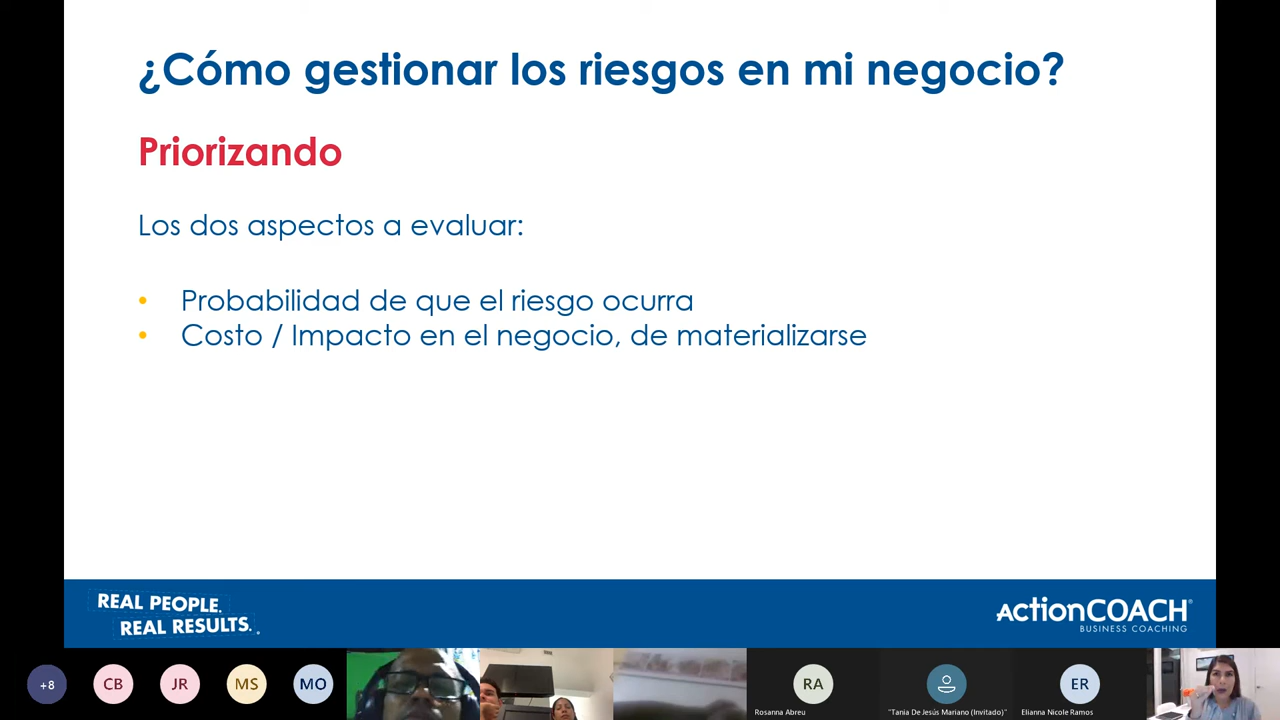 ¿Cómo gestionar los riesgos en mi negocio?
Priorizando
Los dos aspectos a evaluar:
• Probabilidad de que el riesgo ocurra
• Costo / Impacto en el negocio, de materializarse
REAL PEOPLE.
REAL RESULTS.
ActionCOACH®
BUSINESS COACHING
+8
CB
JR
MS
MO
RA
ER
Rosanna Abreu
"Tania De Jesús Mariano (Invitado)"
Elianna Nicole Ramos